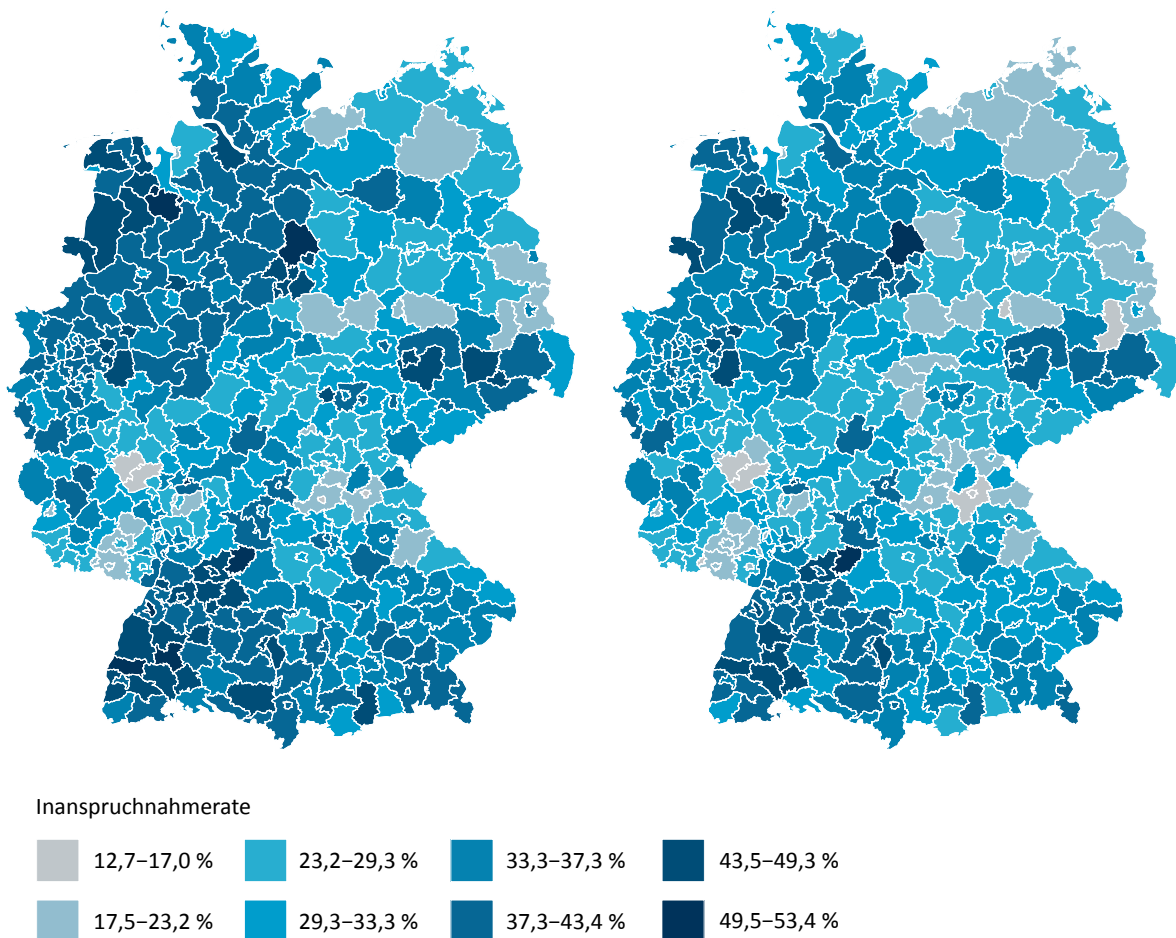 Inanspruchnahmerate
12,7–17,0 % 23,2–29,3 % 33,3–37,3 % 43,5–49,3 %
17,5–23,2 % 29,3–33,3 % 37,3–43,4 % 49,5–53,4 %